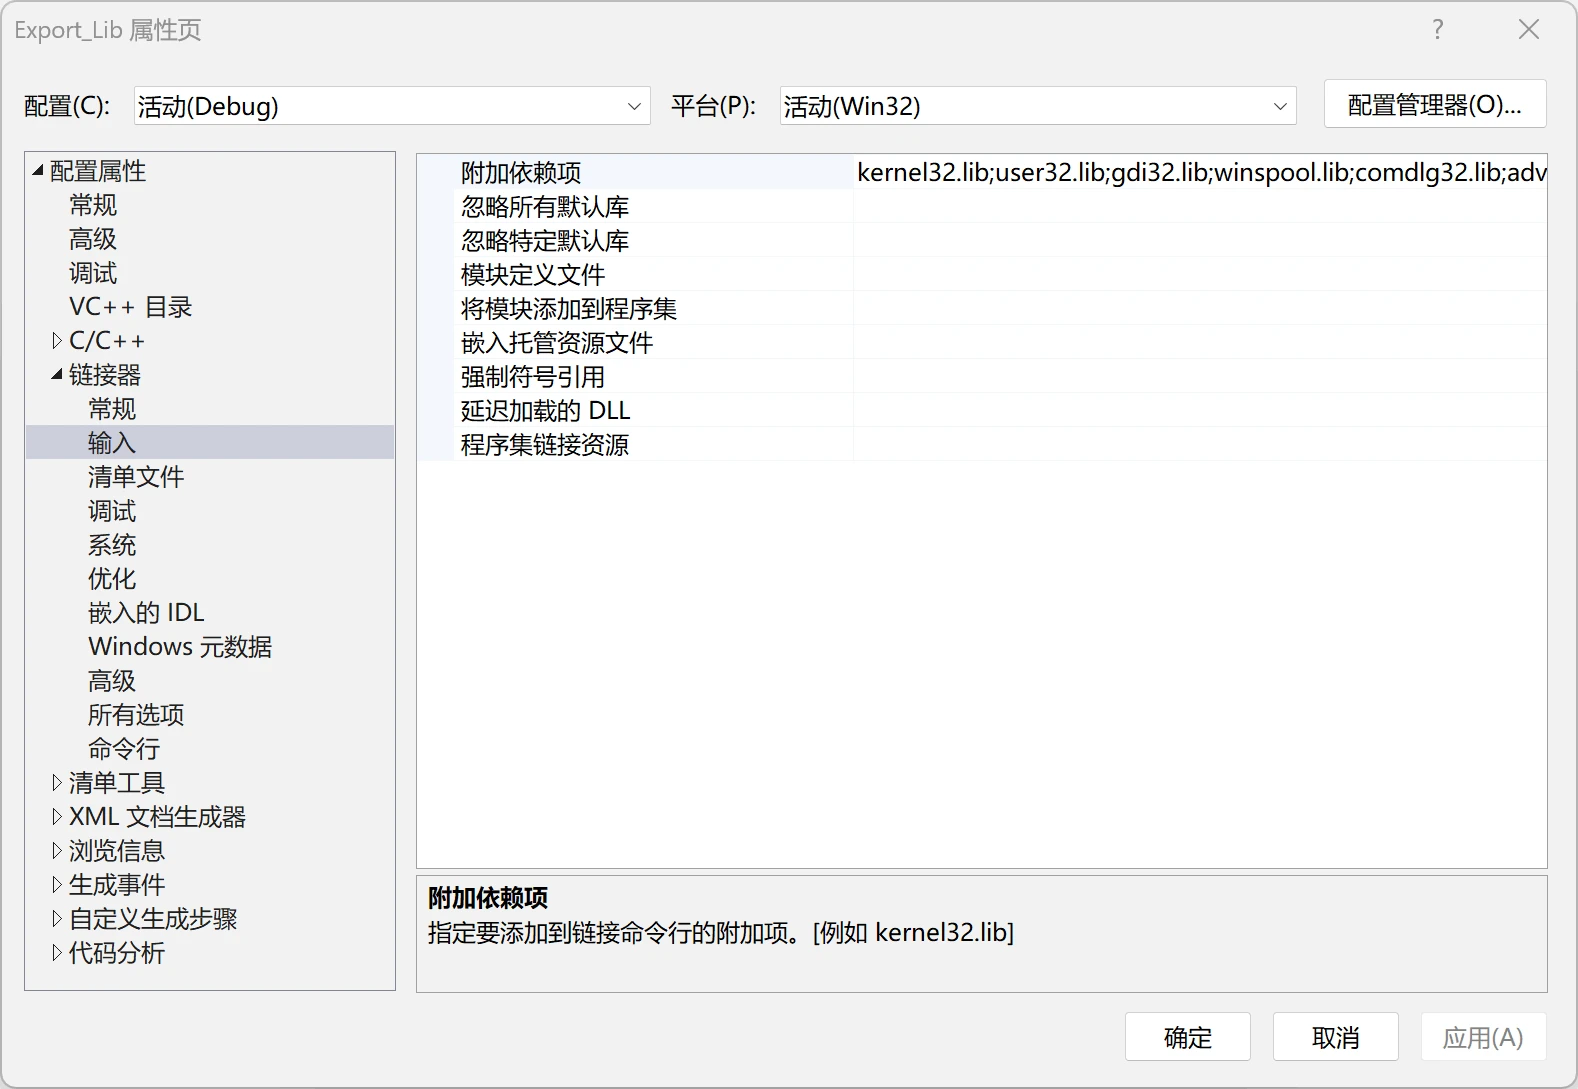 Export_Lib 属性页
?
配置(C): 活动(Debug) 平台(P): 活动(Win32) 配置管理器(O)...
配置属性
常规
高级
调试
VC++ 目录
C/C++
链接器
常规
输入
清单文件
调试
系统
优化
嵌入的 IDL
Windows 元数据
高级
所有选项
命令行
清单工具
XML 文档生成器
浏览信息
生成事件
自定义生成步骤
代码分析
附加依赖项 kernel32.lib;user32.lib;gdi32.lib;winspool.lib;comdlg32.lib;adv
忽略所有默认库
忽略特定默认库
模块定义文件
将模块添加到程序集
嵌入托管资源文件
强制符号引用
延迟加载的 DLL
程序集链接资源
附加依赖项
指定要添加到链接命令行的附加项。[例如 kernel32.lib]
确定 取消 应用(A)